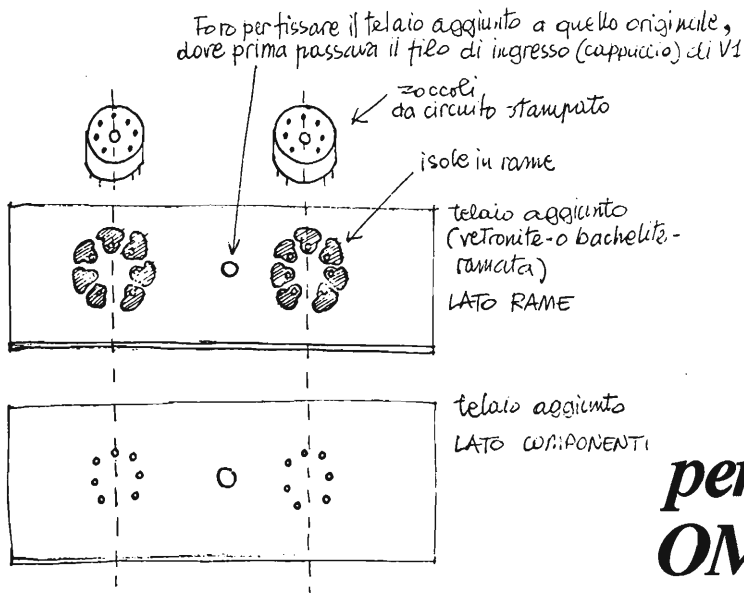 Foro per fissare il telaio aggiunto a quello originale,
dove prima passava il filo di ingresso (cappuccio) di V1
zoccoli
da circuito stampato
isole in rame
telaio aggiunto
(vetronite - o bachelite -
ramata)
LATO RAME
telaio aggiunto
LATO COMPONENTI
per
OM